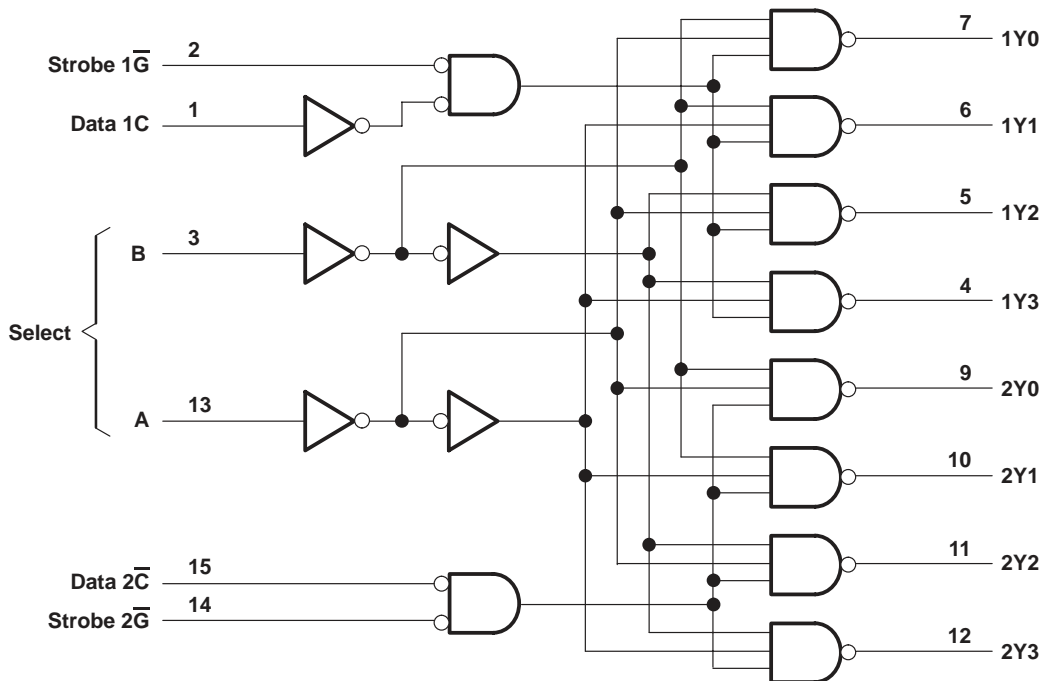 7
1Y0
Strobe 1G̅
2
Data 1C
1
6
1Y1
5
1Y2
B
3
4
1Y3
Select
9
2Y0
A
13
10
2Y1
Data 2C̅
15
11
2Y2
Strobe 2G̅
14
12
2Y3